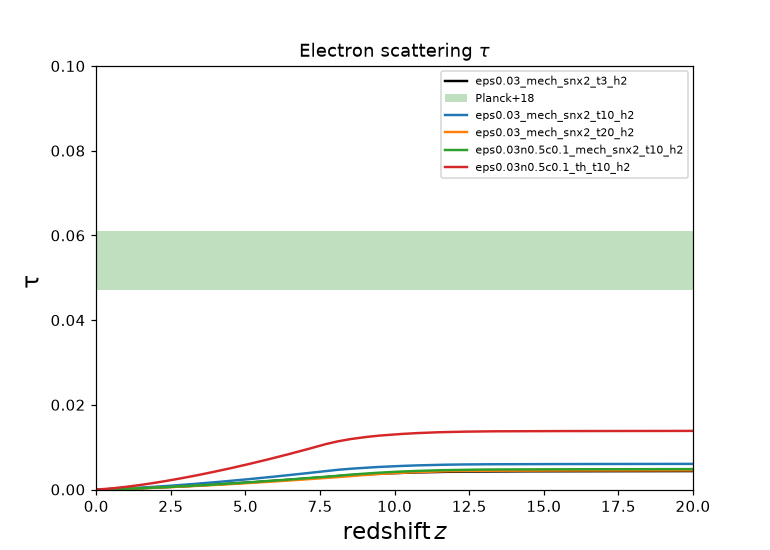 Electron scattering τ
0.10
0.08
0.06
0.04
0.02
0.00
τ
eps0.03_mech_snx2_t3_h2
Planck+18
eps0.03_mech_snx2_t10_h2
eps0.03_mech_snx2_t20_h2
eps0.03n0.5c0.1_mech_snx2_t10_h2
eps0.03n0.5c0.1_th_t10_h2
0.0 2.5 5.0 7.5 10.0 12.5 15.0 17.5 20.0
redshift z